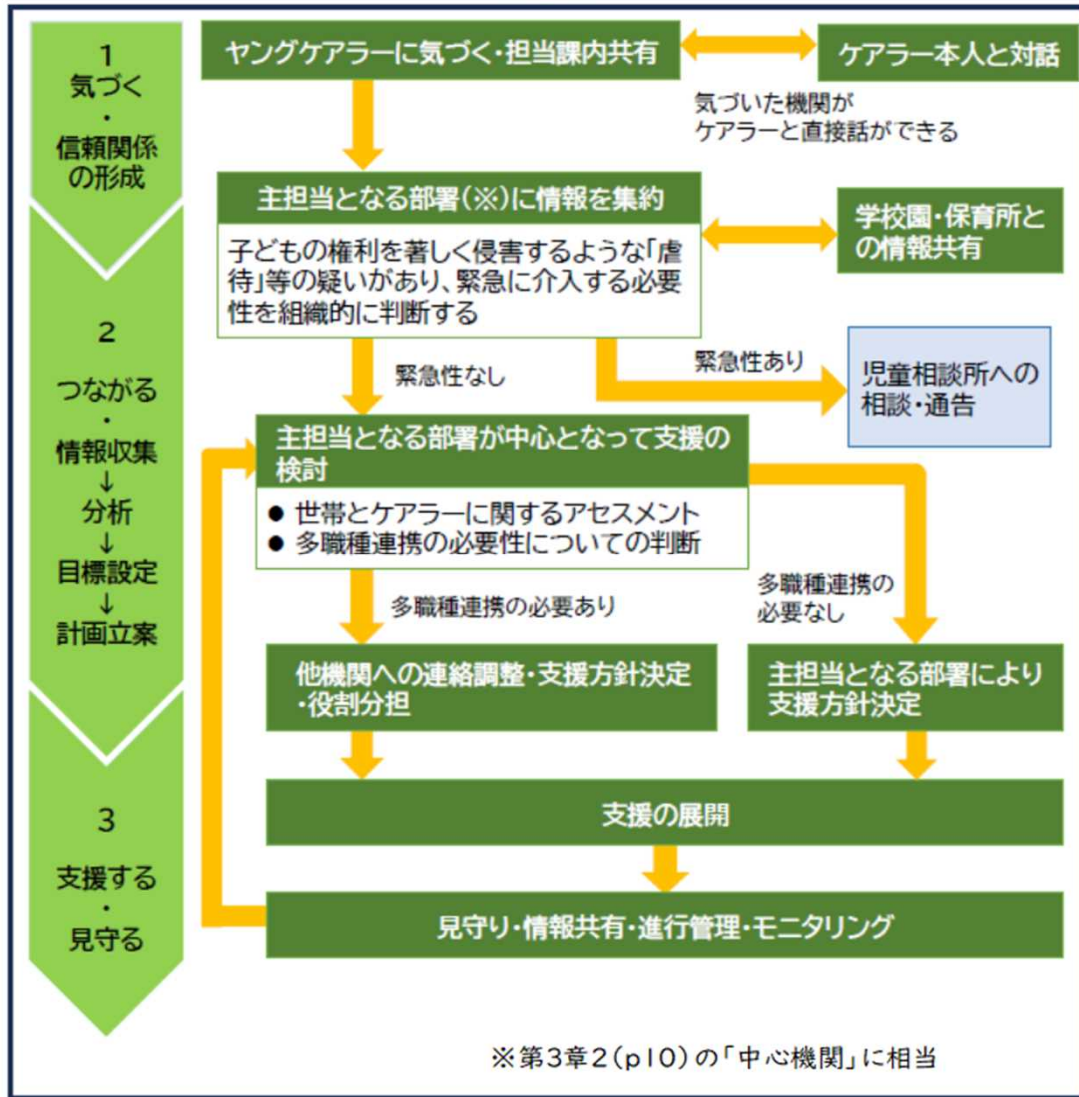 1
気づく
・
信頼関係
の形成
ヤングケアラーに気づく・担当課内共有
ケアラー本人と対話
気づいた機関が
ケアラーと直接話ができる
主担当となる部署(※)に情報を集約
子どもの権利を著しく侵害するような「虐
待」等の疑いがあり、緊急に介入する必要
性を組織的に判断する
学校園・保育所と
の情報共有
2
つながる
・
情報収集
↓
分析
↓
目標設定
↓
計画立案
緊急性なし
緊急性あり
児童相談所への
相談・通告
主担当となる部署が中心となって支援の
検討
● 世帯とケアラーに関するアセスメント
● 多職種連携の必要性についての判断
多職種連携の必要あり
多職種連携の
必要なし
他機関への連絡調整・支援方針決定
・役割分担
主担当となる部署により
支援方針決定
3
支援する
・
見守る
支援の展開
見守り・情報共有・進行管理・モニタリング
※第3章2(p10)の「中心機関」に相当